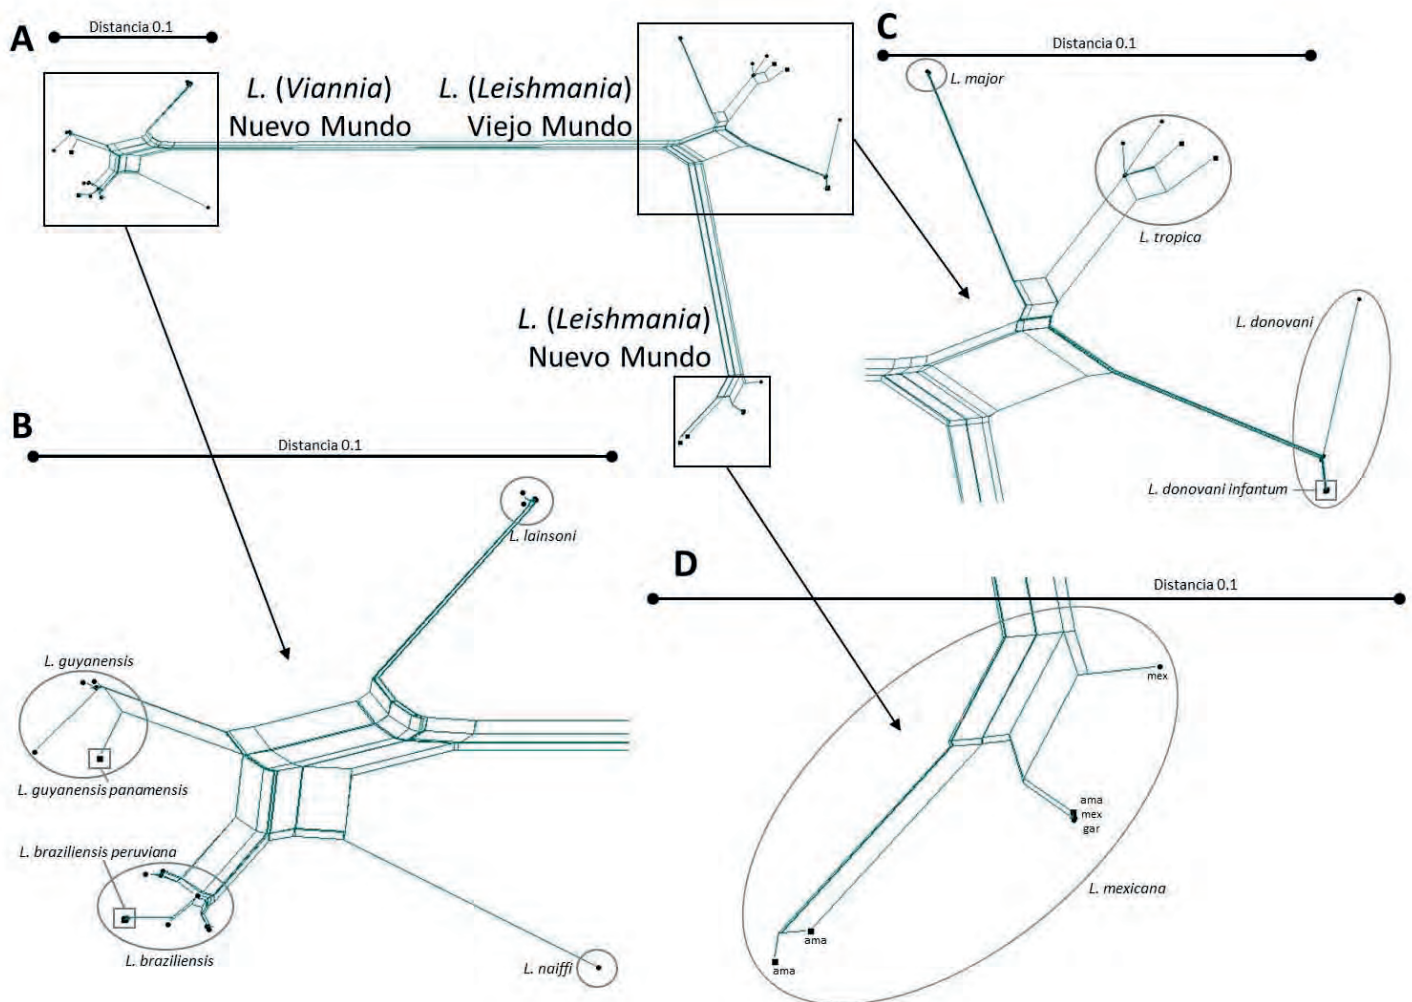 A
Distancia 0.1
L. (Viannia)
Nuevo Mundo
L. (Leishmania)
Viejo Mundo
L. (Leishmania)
Nuevo Mundo
C
Distancia 0.1
L. major
L. tropica
L. donovani
L. donovani infantum
B
Distancia 0.1
L. lainsoni
L. guyanensis
L. guyanensis panamensis
L. braziliensis peruviana
L. braziliensis
L. naiffi
D
Distancia 0.1
mex
ama
mex
gar
L. mexicana
ama
ama